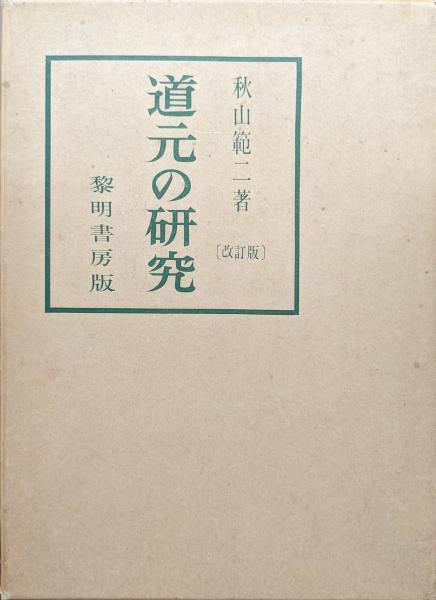 秋山範二著
〔改訂版〕
道元の研究
黎明書房版